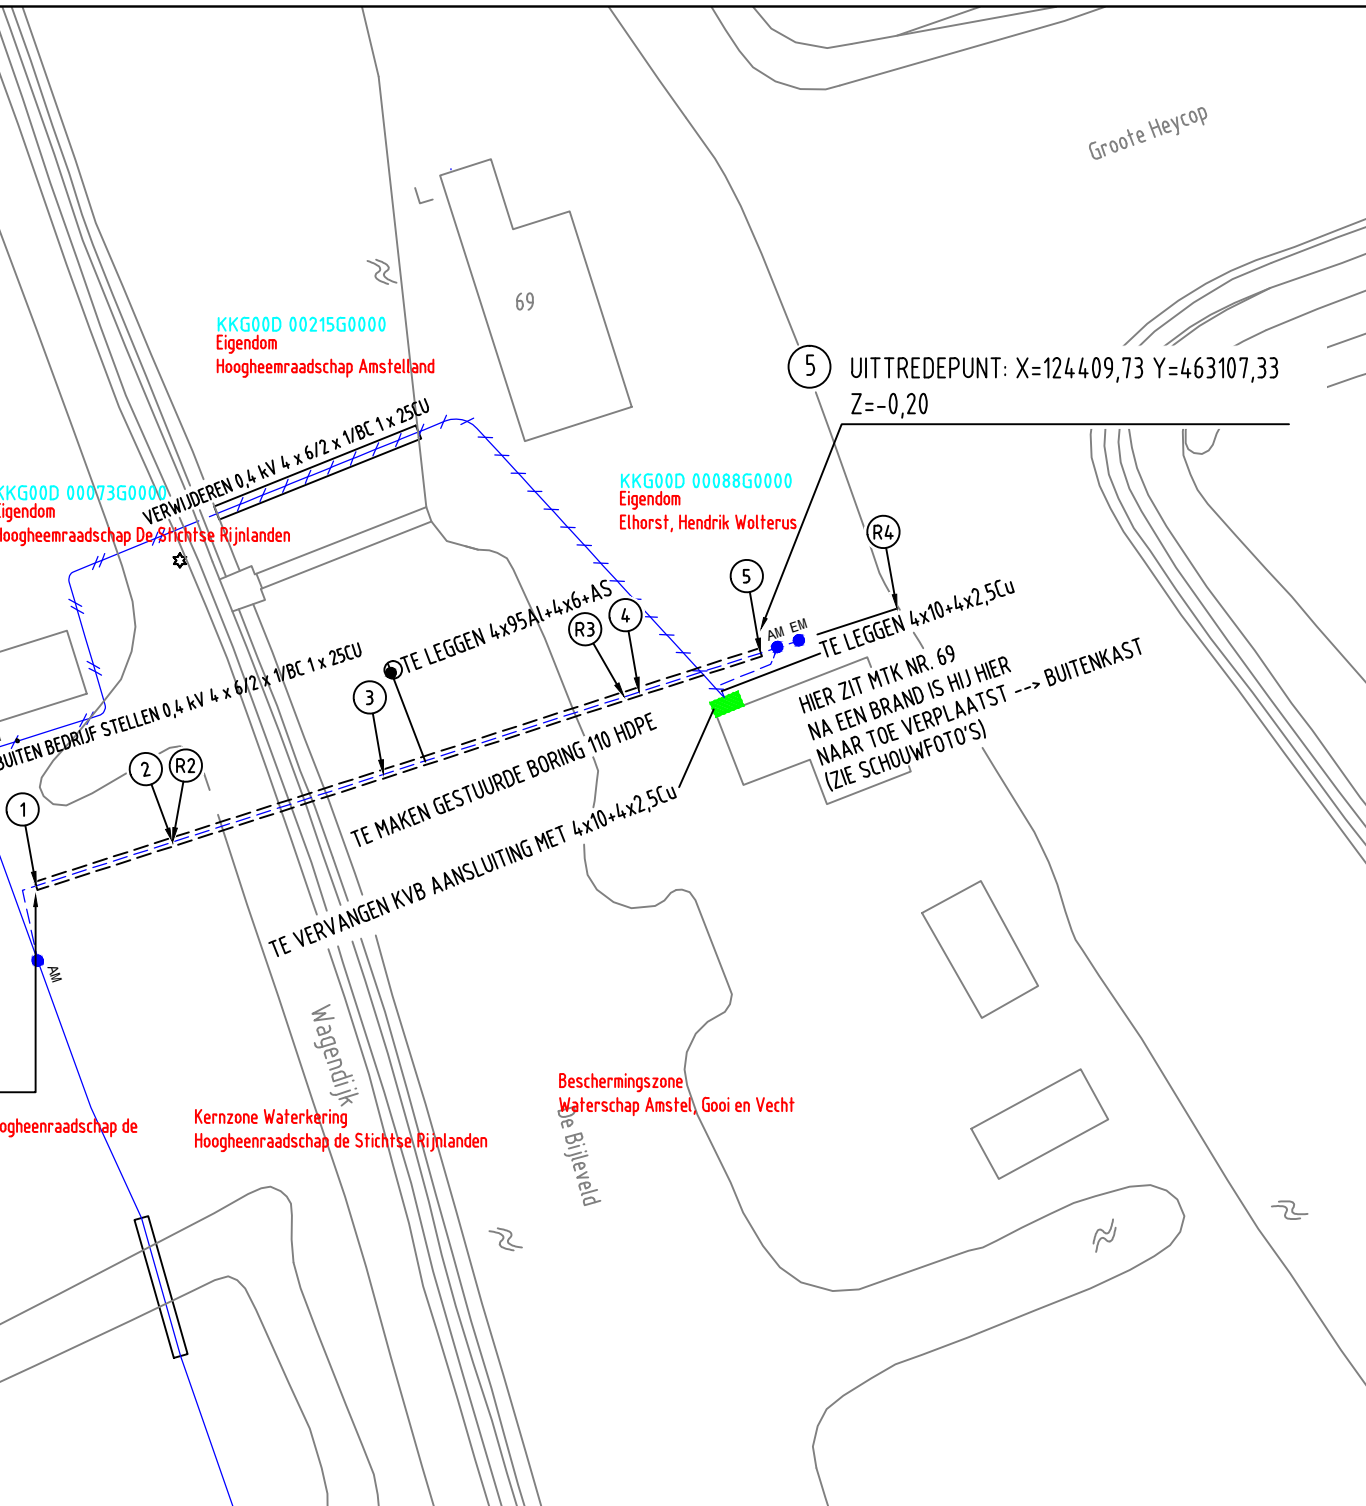 Groote Heycop
69
KKG00D 00215G0000
Eigendom
Hoogheemraadschap Amstelland
5
UITTREDEPUNT: X=124409,73 Y=463107,33
Z=-0,20
VERWIJDEREN 0,4 kV 4 x 6/2 x 1/BC 1 x 25CU
KKG00D 00073G0000
Eigendom
Hoogheemraadschap De Stichtse Rijnlanden
KKG00D 00088G0000
Eigendom
Elhorst, Hendrik Wolterus
R4
5
AM
EM
TE LEGGEN 4x10+4x2,5Cu
TE LEGGEN 4x95Al+4x6+AS
R3
4
3
BUITEN BEDRIJF STELLEN 0,4 kV 4 x 6/2 x 1/BC 1 x 25CU
HIER ZIT MTK NR. 69
NA EEN BRAND IS HIJ HIER
NAAR TOE VERPLAATST --> BUITENKAST
(ZIE SCHOUWFOTO'S)
2
R2
1
TE MAKEN GESTUURDE BORING 110 HDPE
TE VERVANGEN KVB AANSLUITING MET 4x10+4x2,5Cu
AM
Wagendijk
Beschermingszone
Waterschap Amstel, Gooi en Vecht
De Bijleveld
Kernzone Waterkering
Hoogheenraadschap de Stichtse Rijnlanden
ogheenraadschap de